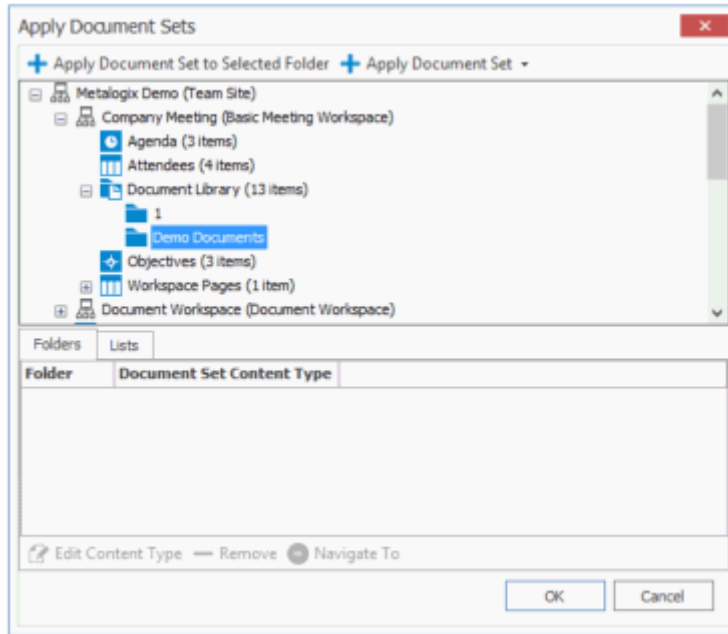 Apply Document Sets
Apply Document Set to Selected Folder Apply Document Set
Metalogix Demo (Team Site)
Company Meeting (Basic Meeting Workspace)
Agenda (3 items)
Attendees (4 items)
Document Library (13 items)
1
Demo Documents
Objectives (3 items)
Workspace Pages (1 item)
Document Workspace (Document Workspace)
Folders Lists
Folder Document Set Content Type
Edit Content Type Remove Navigate To
OK Cancel